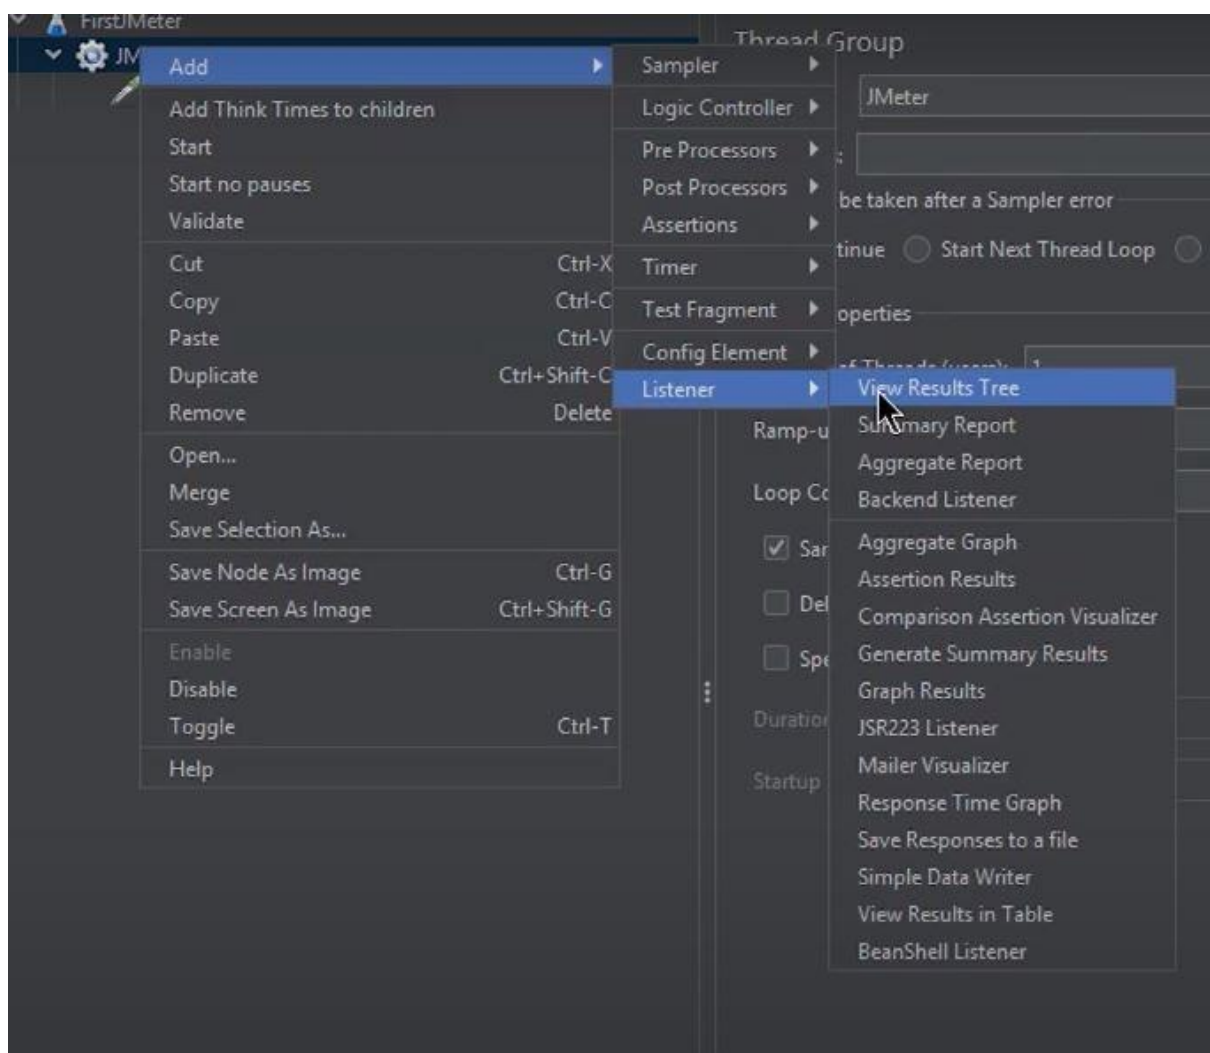 FirstJMeter
JM
Add
Add Think Times to children
Start
Start no pauses
Validate
Cut Ctrl-X
Copy Ctrl-C
Paste Ctrl-V
Duplicate Ctrl+Shift-C
Remove Delete
Open...
Merge
Save Selection As...
Save Node As Image Ctrl-G
Save Screen As Image Ctrl+Shift-G
Enable
Disable
Toggle Ctrl-T
Help
Sampler
Logic Controller
Pre Processors
Post Processors
Assertions
Timer
Test Fragment
Config Element
Listener
View Results Tree
Summary Report
Aggregate Report
Backend Listener
Aggregate Graph
Assertion Results
Comparison Assertion Visualizer
Generate Summary Results
Graph Results
JSR223 Listener
Mailer Visualizer
Response Time Graph
Save Responses to a file
Simple Data Writer
View Results in Table
BeanShell Listener
Thread Group
JMeter
:
be taken after a Sampler error
tinue Start Next Thread Loop
operties
of Threads (users): 1
Ramp-u
Loop Co
Sar
Del
Spe
Duration
Startup